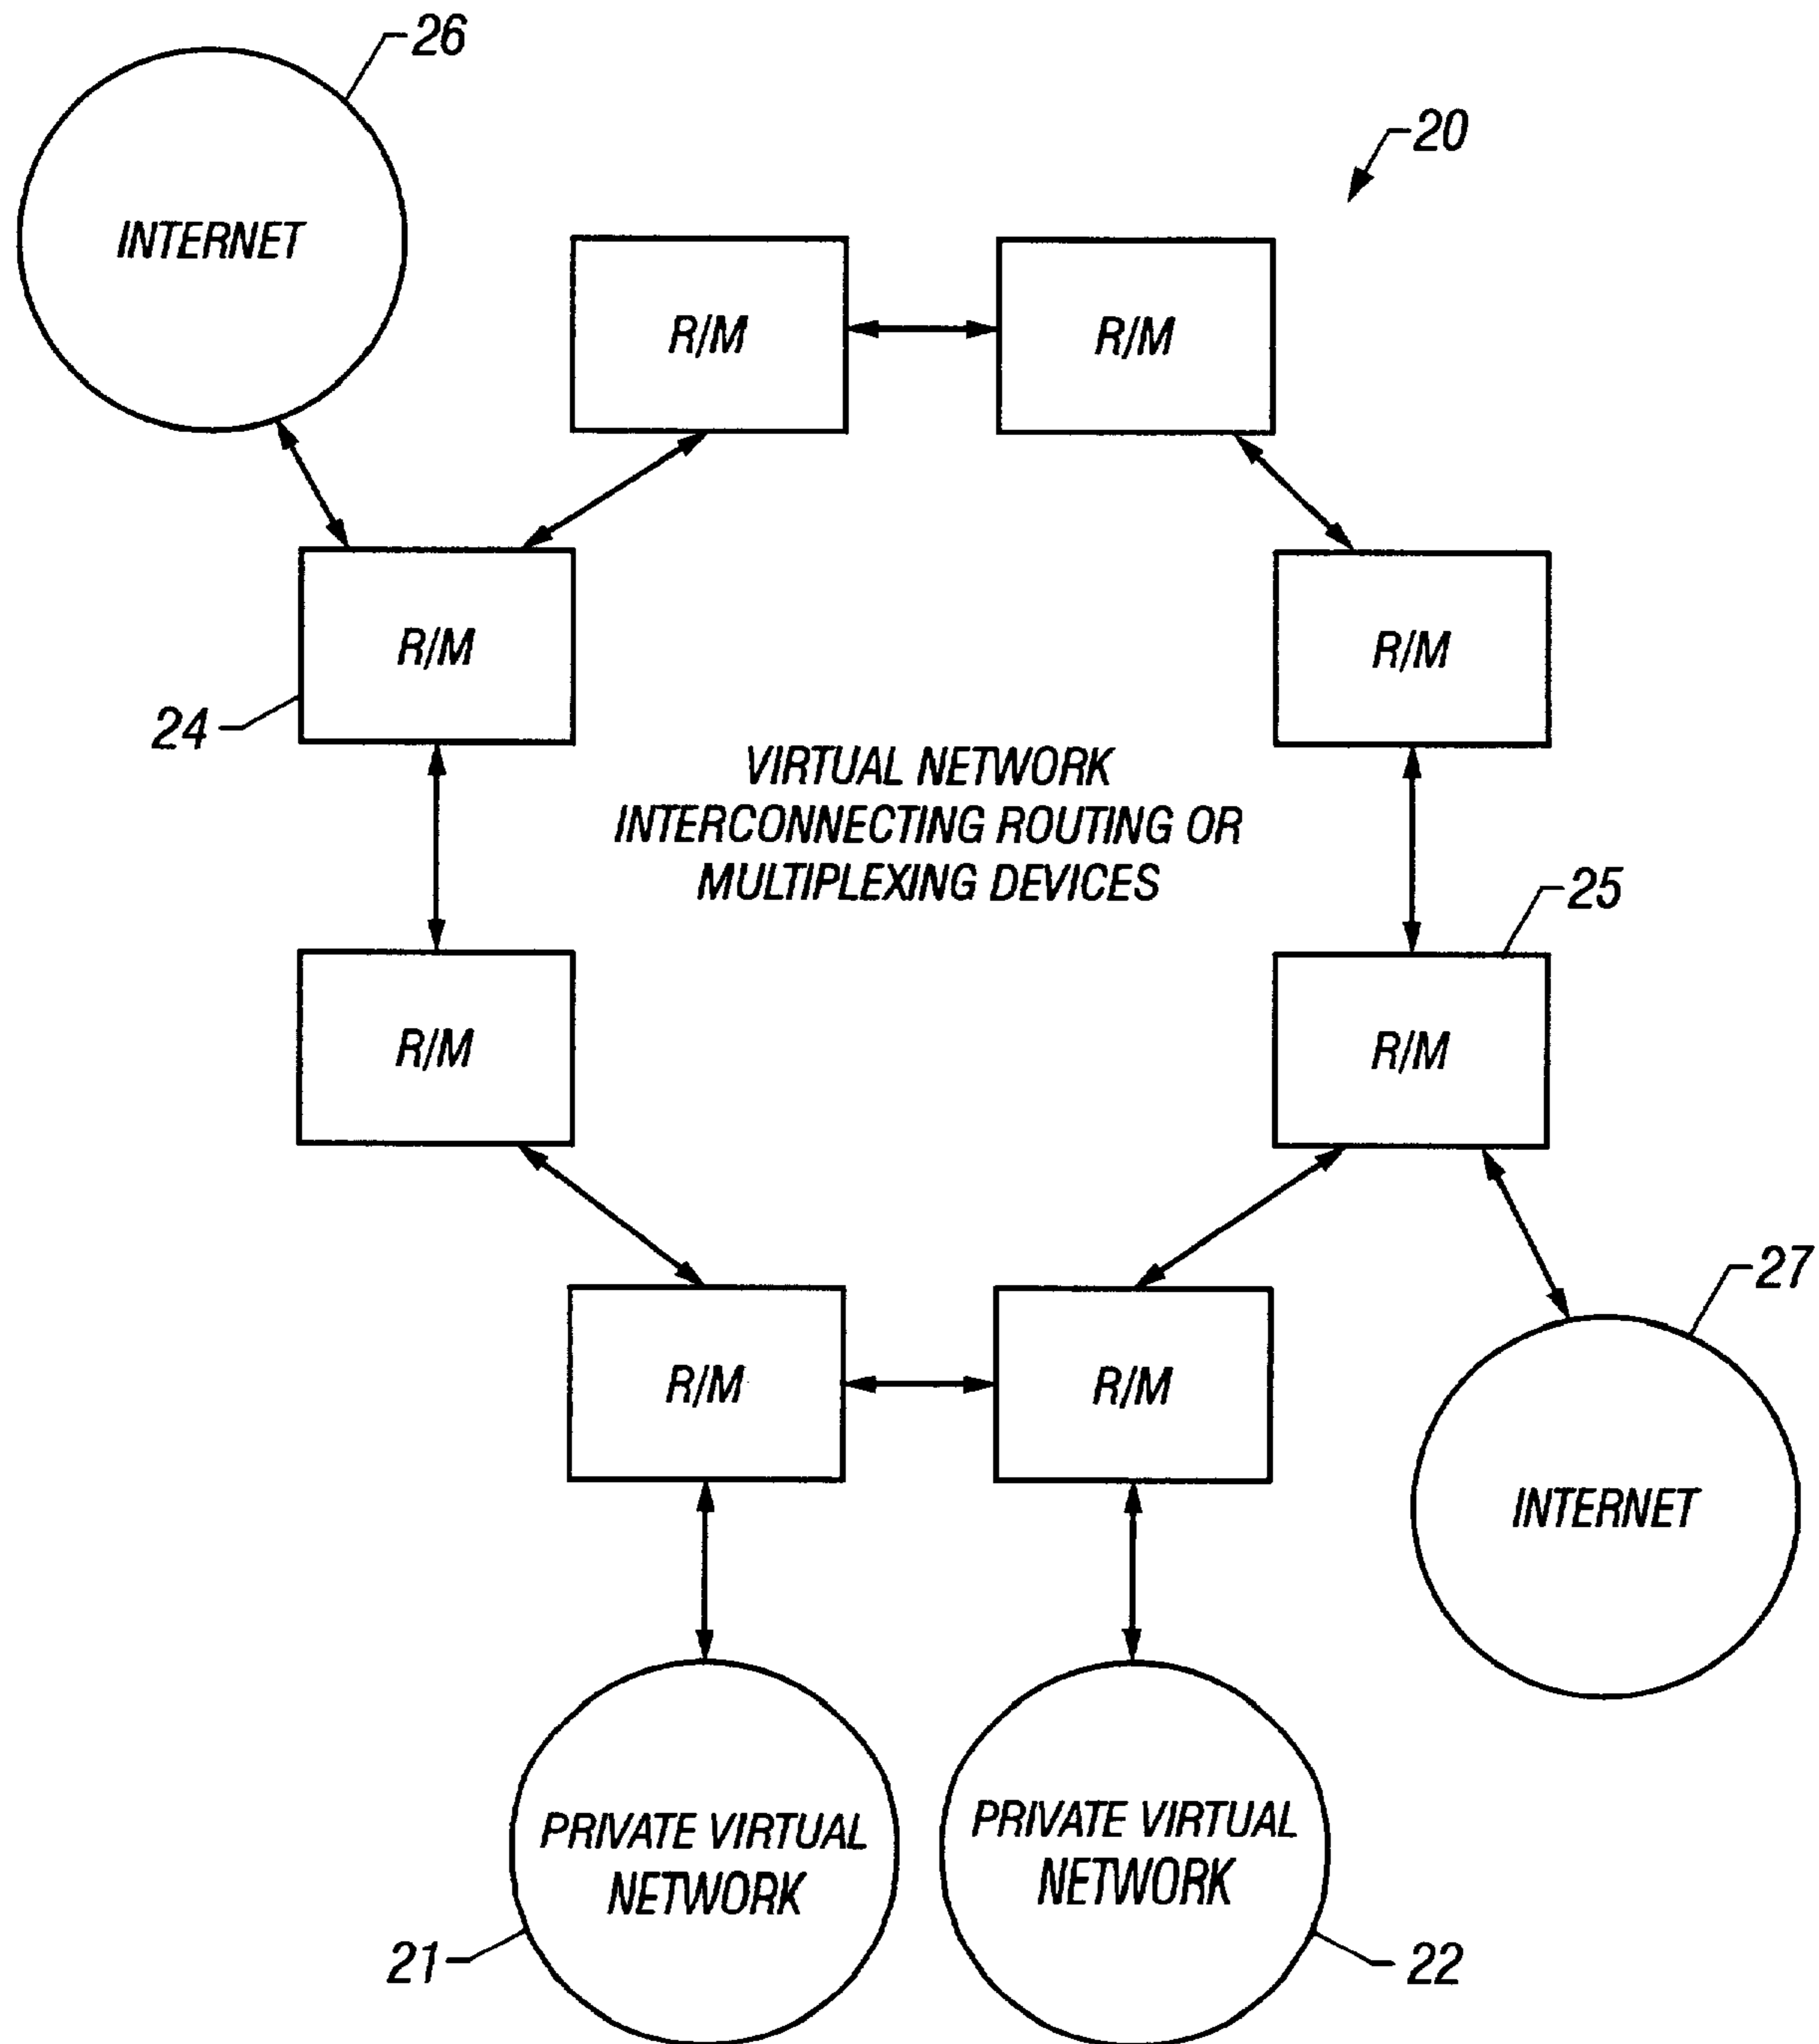 26
20
INTERNET
R/M
R/M
R/M
R/M
24
VIRTUAL NETWORK
INTERCONNECTING ROUTING OR
MULTIPLEXING DEVICES
25
R/M
R/M
27
R/M
R/M
INTERNET
PRIVATE VIRTUAL
NETWORK
PRIVATE VIRTUAL
NETWORK
21
22